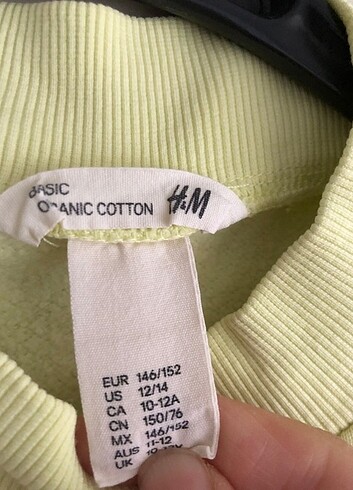 BASIC
ORGANIC COTTON H&M
EUR 146/152
US 12/14
CA 10-12A
CN 150/76
MX 146/152
AUS 11-12
UK